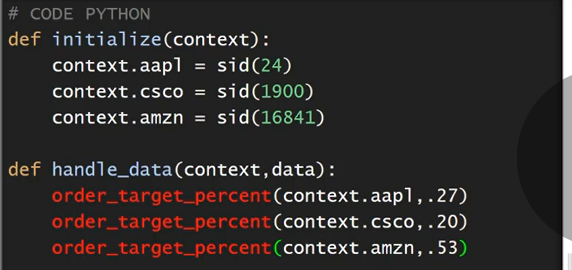 # CODE PYTHON
def initialize(context):
    context.aapl = sid(24)
    context.csco = sid(1900)
    context.amzn = sid(16841)

def handle_data(context,data):
    order_target_percent(context.aapl,.27)
    order_target_percent(context.csco,.20)
    order_target_percent(context.amzn,.53)